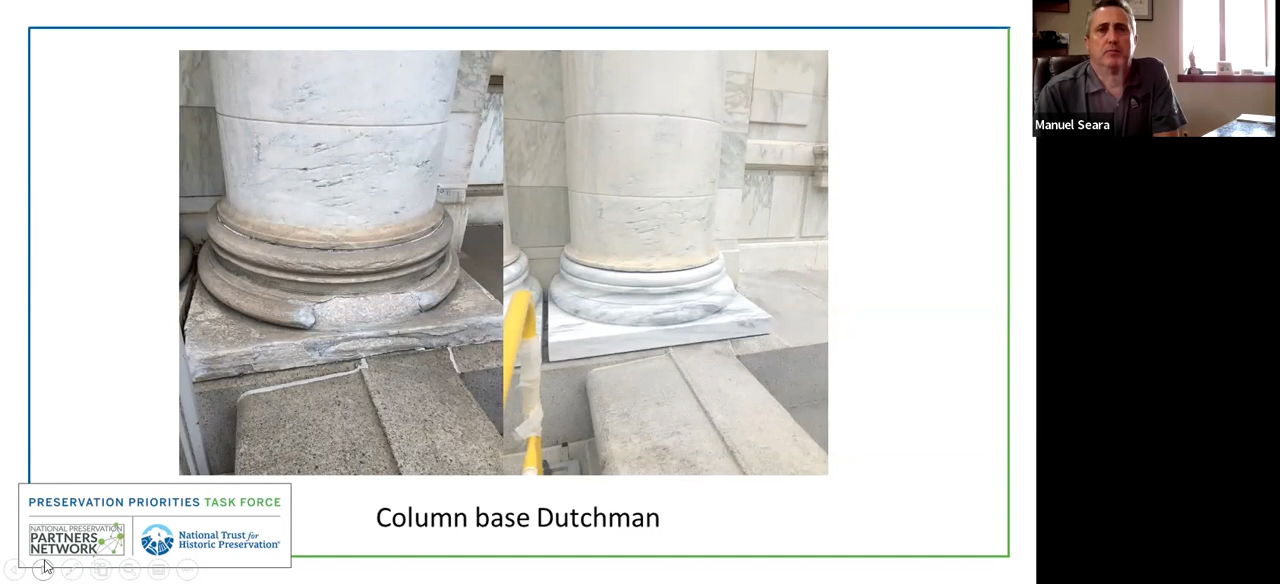 Manuel Seara
PRESERVATION PRIORITIES TASK FORCE
NATIONAL PRESERVATION
PARTNERS
NETWORK
National Trust for
Historic Preservation®
Column base Dutchman